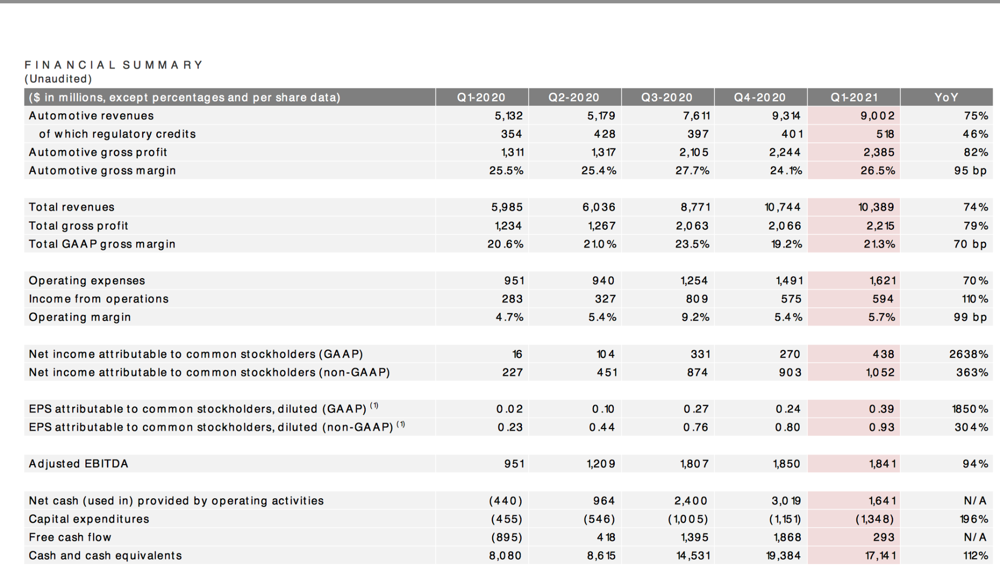 FINANCIAL SUMMARY
(Unaudited)
($ in millions, except percentages and per share data) Q1-2020 Q2-2020 Q3-2020 Q4-2020 Q1-2021 YoY
Automotive revenues 5,132 5,179 7,611 9,314 9,002 75%
of which regulatory credits 354 428 397 401 518 46%
Automotive gross profit 1,311 1,317 2,105 2,244 2,385 82%
Automotive gross margin 25.5% 25.4% 27.7% 24.1% 26.5% 95 bp
Total revenues 5,985 6,036 8,771 10,744 10,389 74%
Total gross profit 1,234 1,267 2,063 2,066 2,215 79%
Total GAAP gross margin 20.6% 21.0% 23.5% 19.2% 21.3% 70 bp
Operating expenses 951 940 1,254 1,491 1,621 70%
Income from operations 283 327 809 575 594 110%
Operating margin 4.7% 5.4% 9.2% 5.4% 5.7% 99 bp
Net income attributable to common stockholders (GAAP) 16 104 331 270 438 2638%
Net income attributable to common stockholders (non-GAAP) 227 451 874 903 1,052 363%
EPS attributable to common stockholders, diluted (GAAP) (1) 0.02 0.10 0.27 0.24 0.39 1850%
EPS attributable to common stockholders, diluted (non-GAAP) (1) 0.23 0.44 0.76 0.80 0.93 304%
Adjusted EBITDA 951 1,209 1,807 1,850 1,841 94%
Net cash (used in) provided by operating activities (440) 964 2,400 3,019 1,641 N/A
Capital expenditures (455) (546) (1,005) (1,151) (1,348) 196%
Free cash flow (895) 418 1,395 1,868 293 N/A
Cash and cash equivalents 8,080 8,615 14,531 19,384 17,141 112%